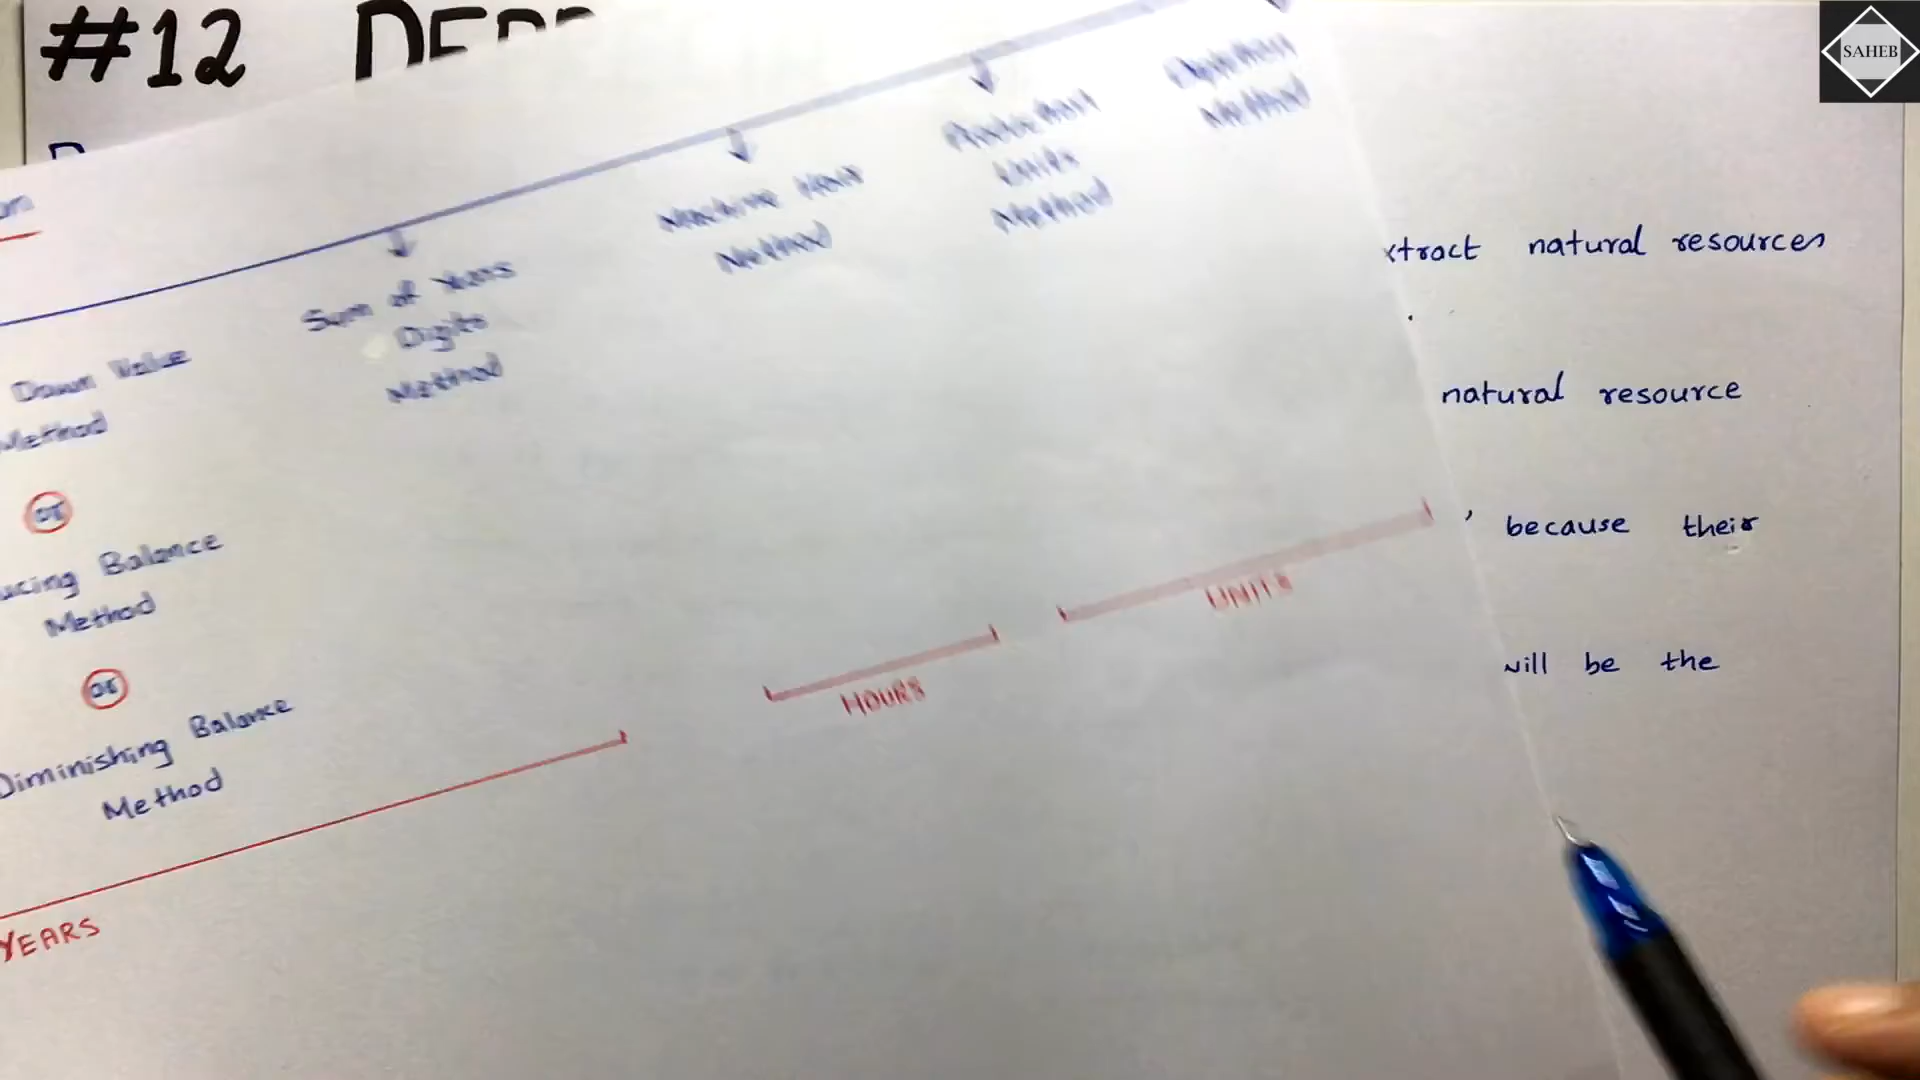 #12
SAHEB
Depletion
Method
Production
Units
Method
Machine Hour
Method
Sum of Years
Digits
Method
Down Value
Method
or
ucing Balance
Method
or
Diminishing Balance
Method
YEARS
HOURS
UNITS
xtract natural resources
natural resource
, because their
will be the